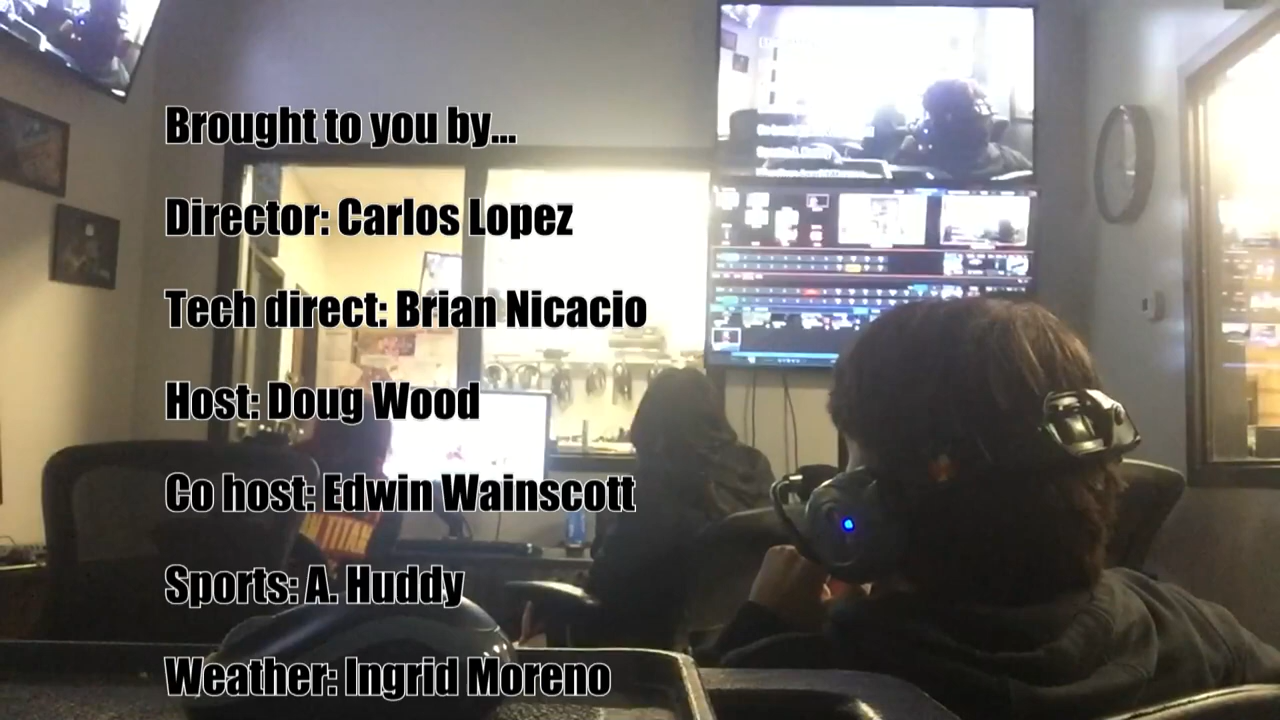 Brought to you by...
Director: Carlos Lopez
Tech direct: Brian Nicacio
Host: Doug Wood
Co host: Edwin Wainscott
Sports: A. Huddy
Weather: Ingrid Moreno